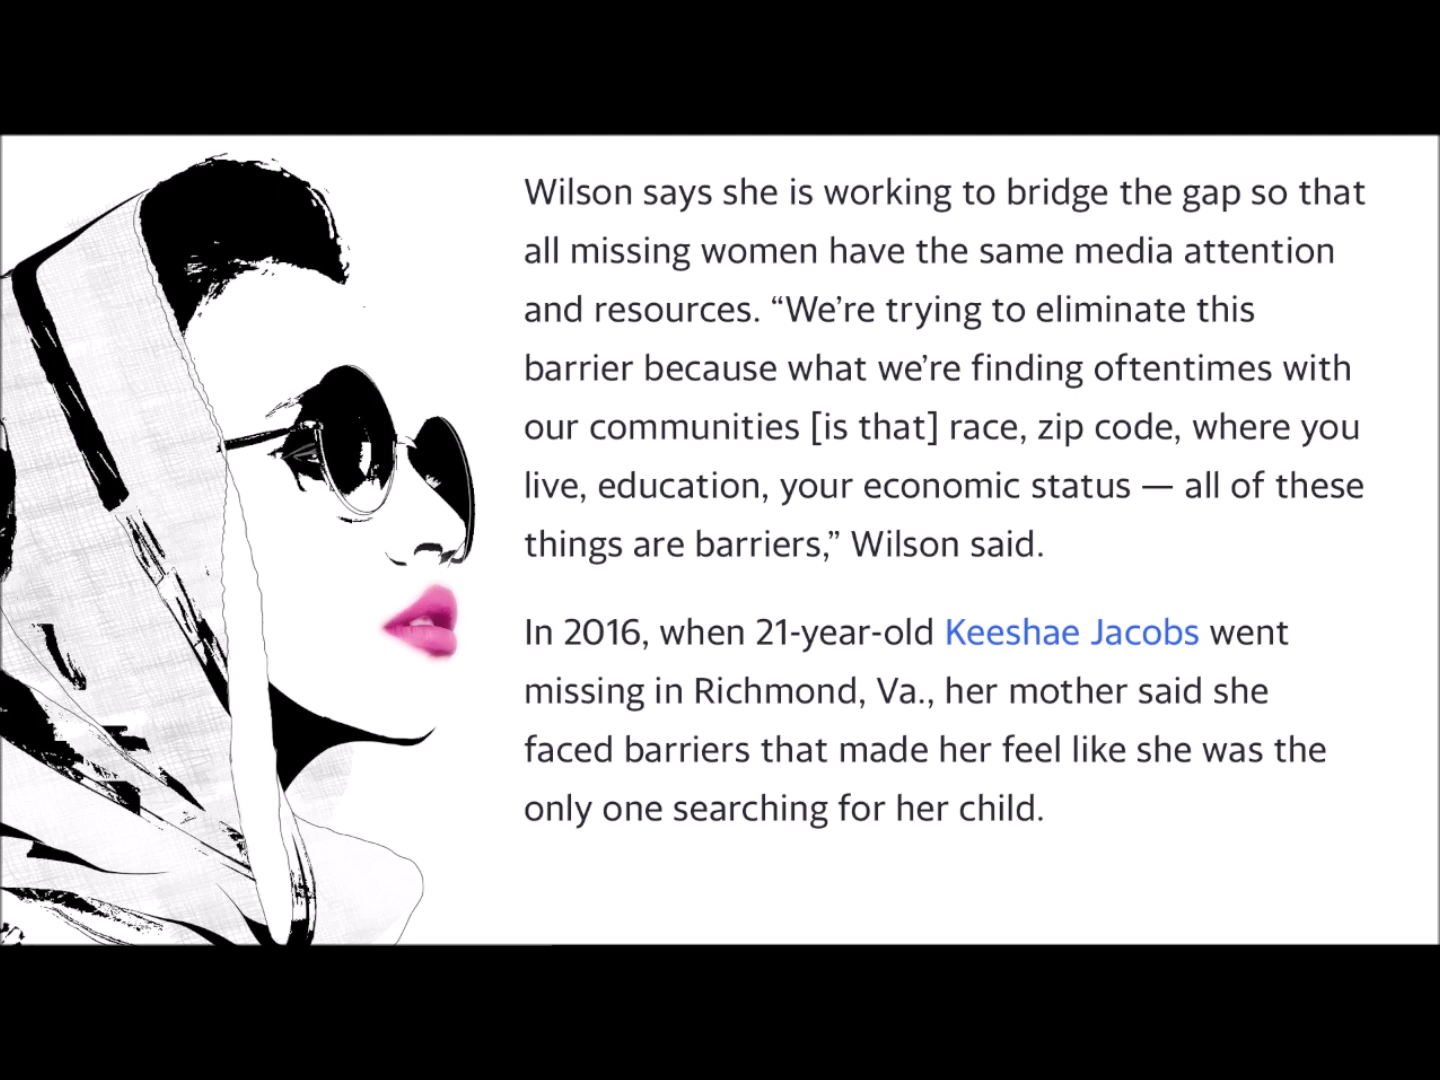 Wilson says she is working to bridge the gap so that
all missing women have the same media attention
and resources. “We’re trying to eliminate this
barrier because what we’re finding oftentimes with
our communities [is that] race, zip code, where you
live, education, your economic status — all of these
things are barriers,” Wilson said.
In 2016, when 21-year-old Keeshae Jacobs went
missing in Richmond, Va., her mother said she
faced barriers that made her feel like she was the
only one searching for her child.